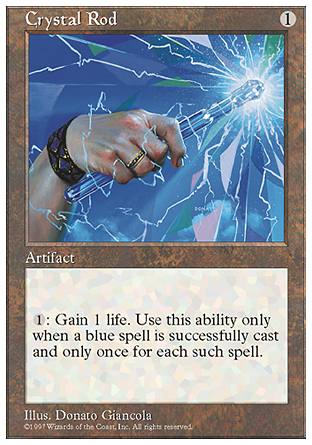 Crystal Rod 1
DONATO
Artifact
1: Gain 1 life. Use this ability only
when a blue spell is successfully cast
and only once for each such spell.
Illus. Donato Giancola
©1997 Wizards of the Coast, Inc. All rights reserved.